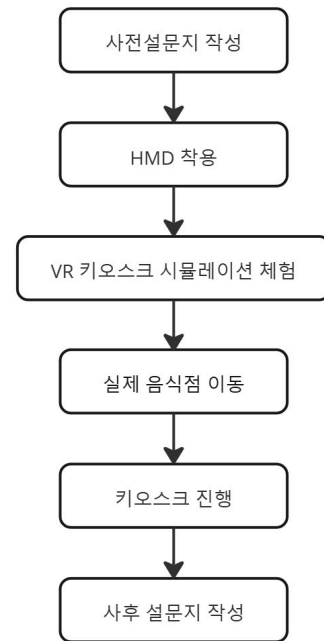 사전설문지 작성
HMD 착용
VR 키오스크 시뮬레이션 체험
실제 음식점 이동
키오스크 진행
사후 설문지 작성